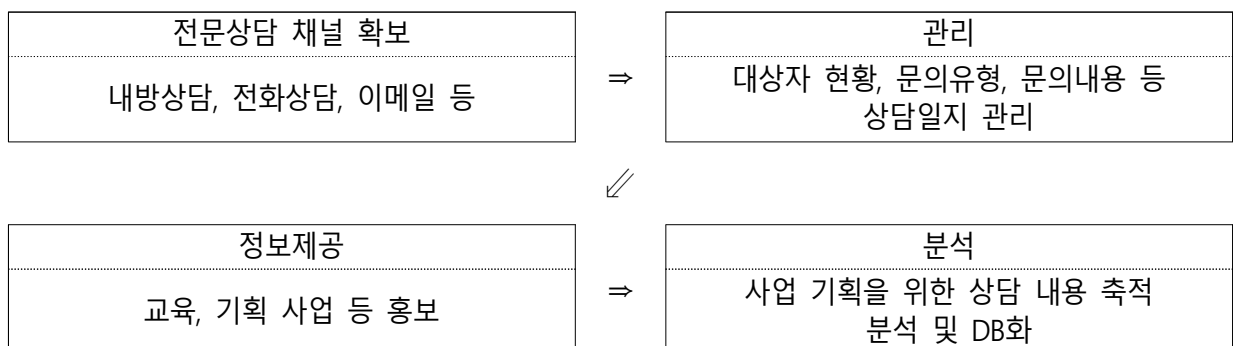 전문상담 채널 확보
내방상담, 전화상담, 이메일 등
⇒
관리
대상자 현황, 문의유형, 문의내용 등
상담일지 관리
⇙
정보제공
교육, 기획 사업 등 홍보
⇒
분석
사업 기획을 위한 상담 내용 축적
분석 및 DB화